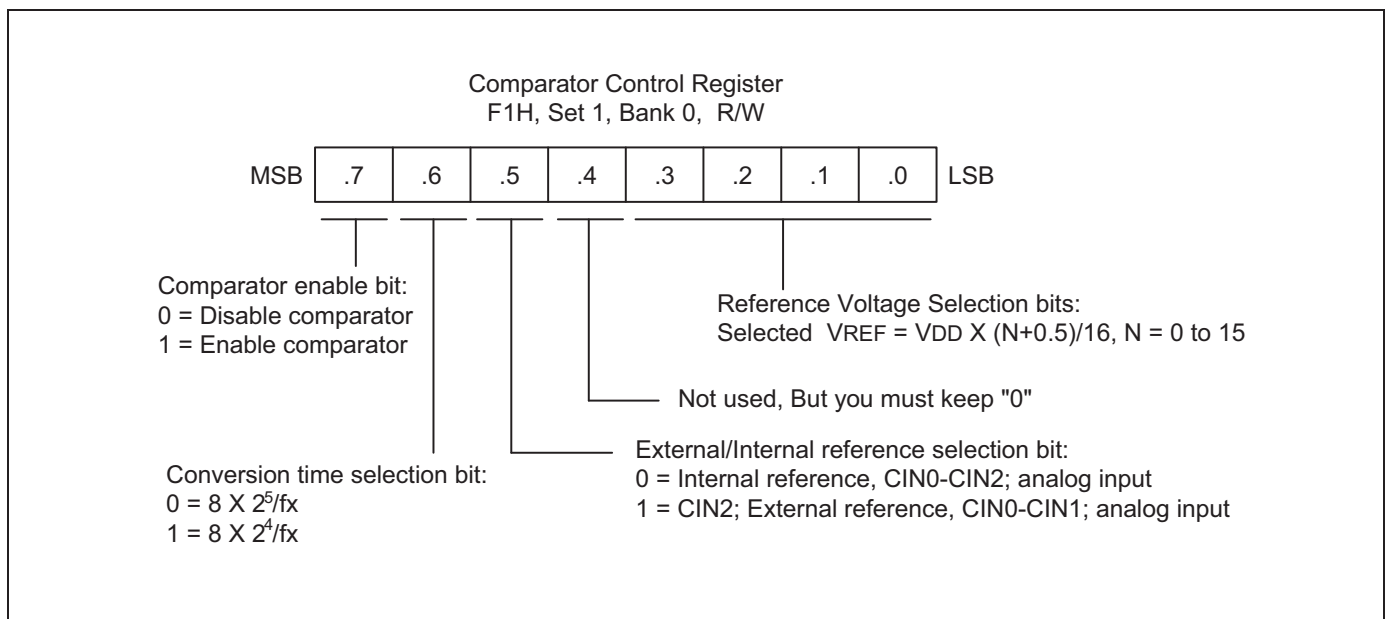 Comparator Control Register
F1H, Set 1, Bank 0, R/W
MSB .7 .6 .5 .4 .3 .2 .1 .0 LSB
Comparator enable bit:
0 = Disable comparator
1 = Enable comparator
Reference Voltage Selection bits:
Selected VREF = VDD X (N+0.5)/16, N = 0 to 15
Not used, But you must keep "0"
External/Internal reference selection bit:
0 = Internal reference, CIN0-CIN2; analog input
1 = CIN2; External reference, CIN0-CIN1; analog input
Conversion time selection bit:
0 = 8 X 2⁵/fx
1 = 8 X 2⁴/fx